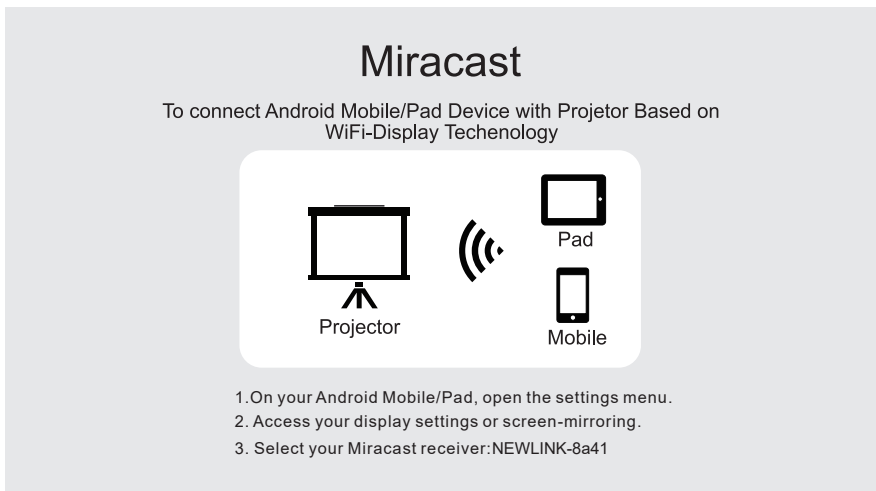 Miracast
To connect Android Mobile/Pad Device with Projetor Based on
WiFi-Display Techenology
Pad
Projector
Mobile
1.On your Android Mobile/Pad, open the settings menu.
2. Access your display settings or screen-mirroring.
3. Select your Miracast receiver:NEWLINK-8a41